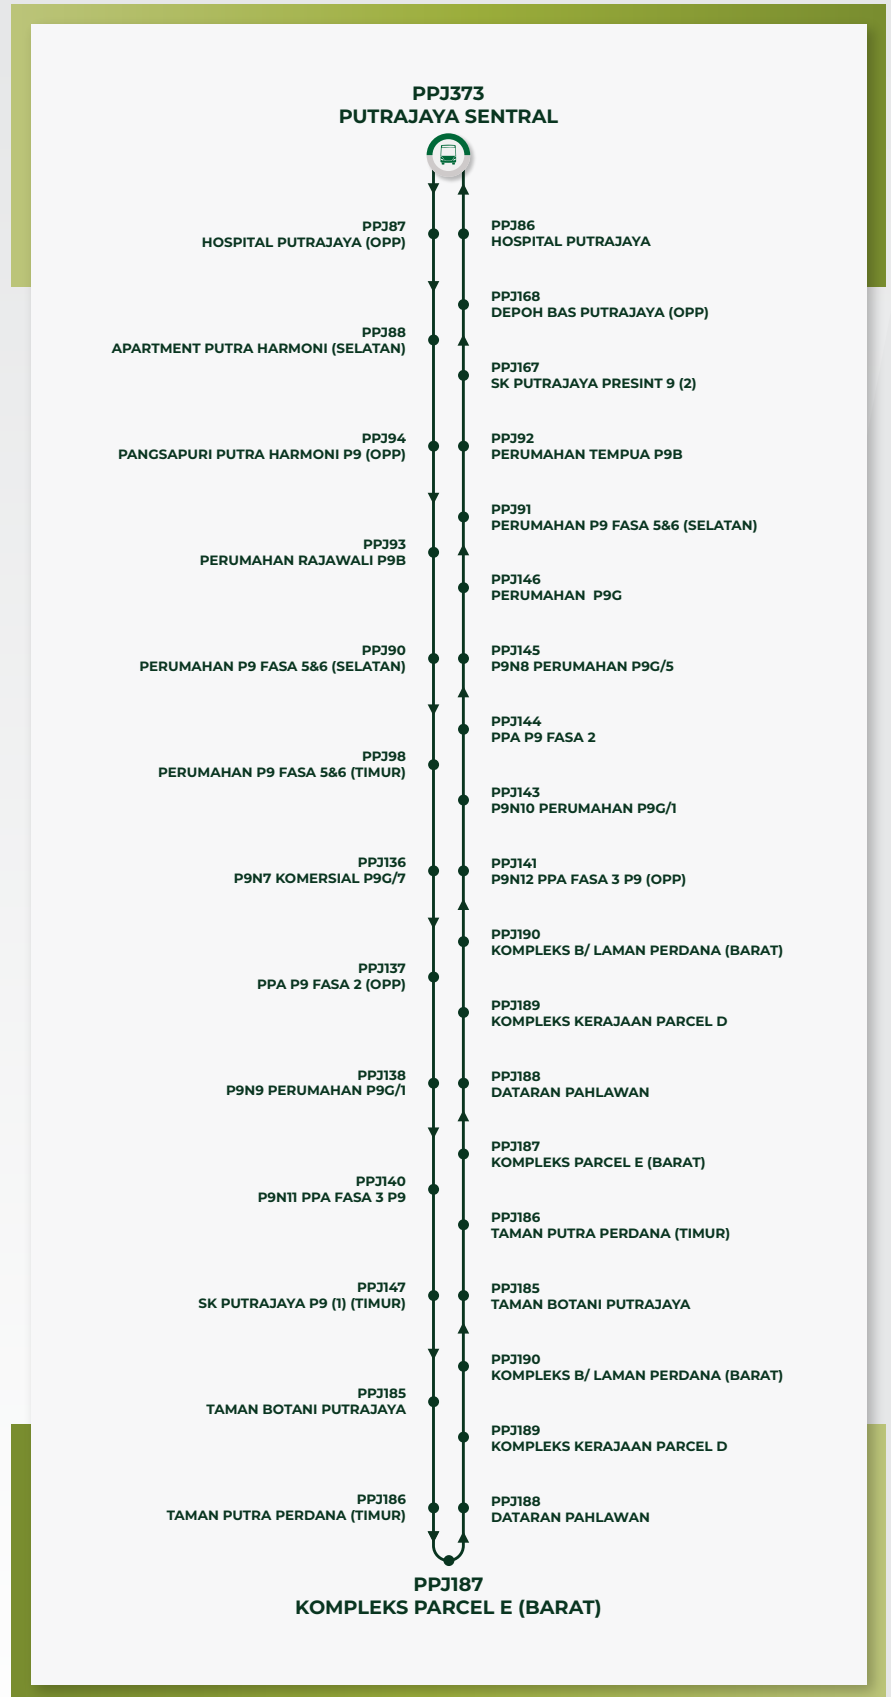 PPJ373
PUTRAJAYA SENTRAL
PPJ87
HOSPITAL PUTRAJAYA (OPP)
PPJ88
APARTMENT PUTRA HARMONI (SELATAN)
PPJ94
PANGSAPURI PUTRA HARMONI P9 (OPP)
PPJ93
PERUMAHAN RAJAWALI P9B
PPJ90
PERUMAHAN P9 FASA 5&6 (SELATAN)
PPJ98
PERUMAHAN P9 FASA 5&6 (TIMUR)
PPJ136
P9N7 KOMERSIAL P9G/7
PPJ137
PPA P9 FASA 2 (OPP)
PPJ138
P9N9 PERUMAHAN P9G/1
PPJ140
P9N11 PPA FASA 3 P9
PPJ147
SK PUTRAJAYA P9 (1) (TIMUR)
PPJ185
TAMAN BOTANI PUTRAJAYA
PPJ186
TAMAN PUTRA PERDANA (TIMUR)
PPJ86
HOSPITAL PUTRAJAYA
PPJ168
DEPOH BAS PUTRAJAYA (OPP)
PPJ167
SK PUTRAJAYA PRESINT 9 (2)
PPJ92
PERUMAHAN TEMPUA P9B
PPJ91
PERUMAHAN P9 FASA 5&6 (SELATAN)
PPJ146
PERUMAHAN  P9G
PPJ145
P9N8 PERUMAHAN P9G/5
PPJ144
PPA P9 FASA 2
PPJ143
P9N10 PERUMAHAN P9G/1
PPJ141
P9N12 PPA FASA 3 P9 (OPP)
PPJ190
KOMPLEKS B/ LAMAN PERDANA (BARAT)
PPJ189
KOMPLEKS KERAJAAN PARCEL D
PPJ188
DATARAN PAHLAWAN
PPJ187
KOMPLEKS PARCEL E (BARAT)
PPJ186
TAMAN PUTRA PERDANA (TIMUR)
PPJ185
TAMAN BOTANI PUTRAJAYA
PPJ190
KOMPLEKS B/ LAMAN PERDANA (BARAT)
PPJ189
KOMPLEKS KERAJAAN PARCEL D
PPJ188
DATARAN PAHLAWAN
PPJ187
KOMPLEKS PARCEL E (BARAT)